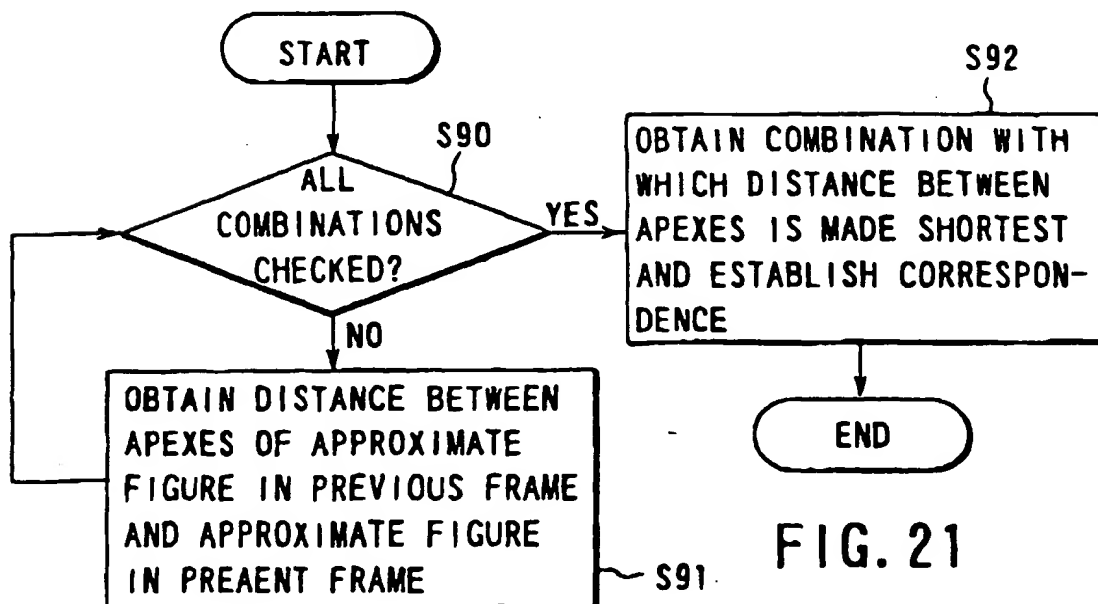 START
S90
ALL
COMBINATIONS
CHECKED?
YES
NO
OBTAIN DISTANCE BETWEEN
APEXES OF APPROXIMATE
FIGURE IN PREVIOUS FRAME
AND APPROXIMATE FIGURE
IN PREAENT FRAME
S91
S92
OBTAIN COMBINATION WITH
WHICH DISTANCE BETWEEN
APEXES IS MADE SHORTEST
AND ESTABLISH CORRESPON-
DENCE
END
FIG. 21